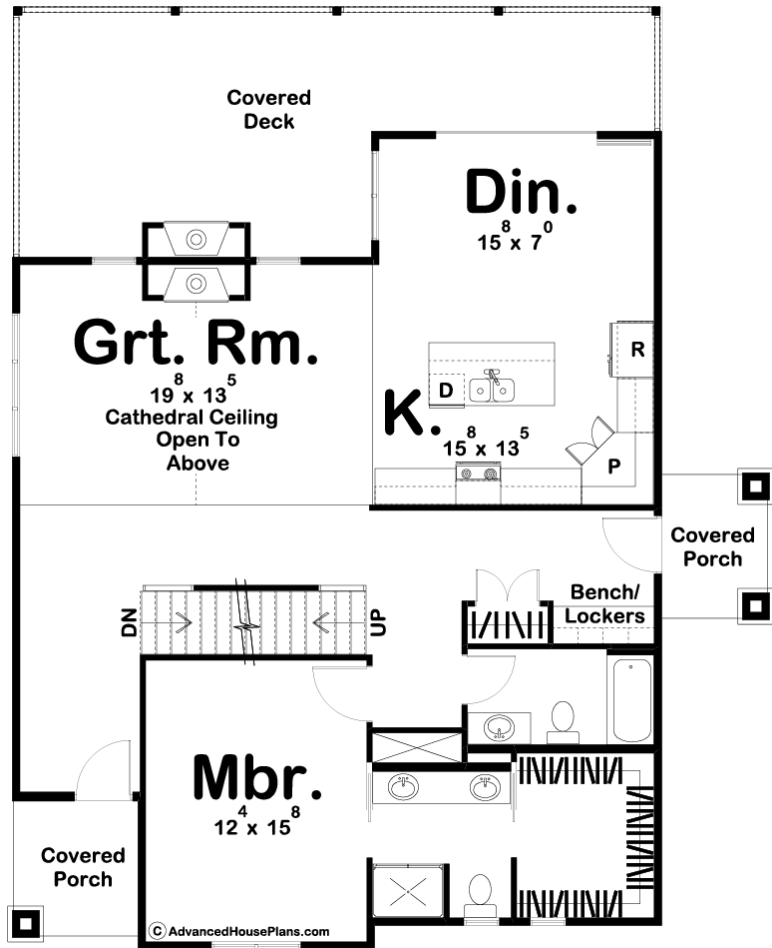 Covered
Deck
Din.
15⁸ x 7⁰
Grt. Rm.
19⁸ x 13⁵
Cathedral Ceiling
Open To
Above
R
D
K.
15⁸ x 13⁵
P
Covered
Porch
Bench/
Lockers
DN
UP
Mbr.
12⁴ x 15⁸
Covered
Porch
© AdvancedHousePlans.com